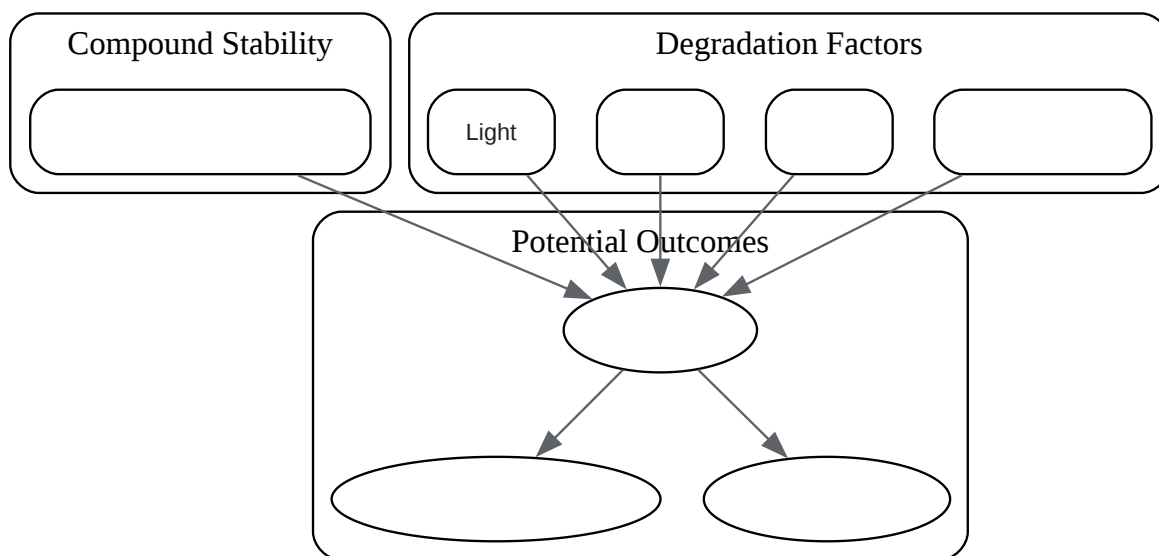 Compound Stability
Degradation Factors
Light
Potential Outcomes